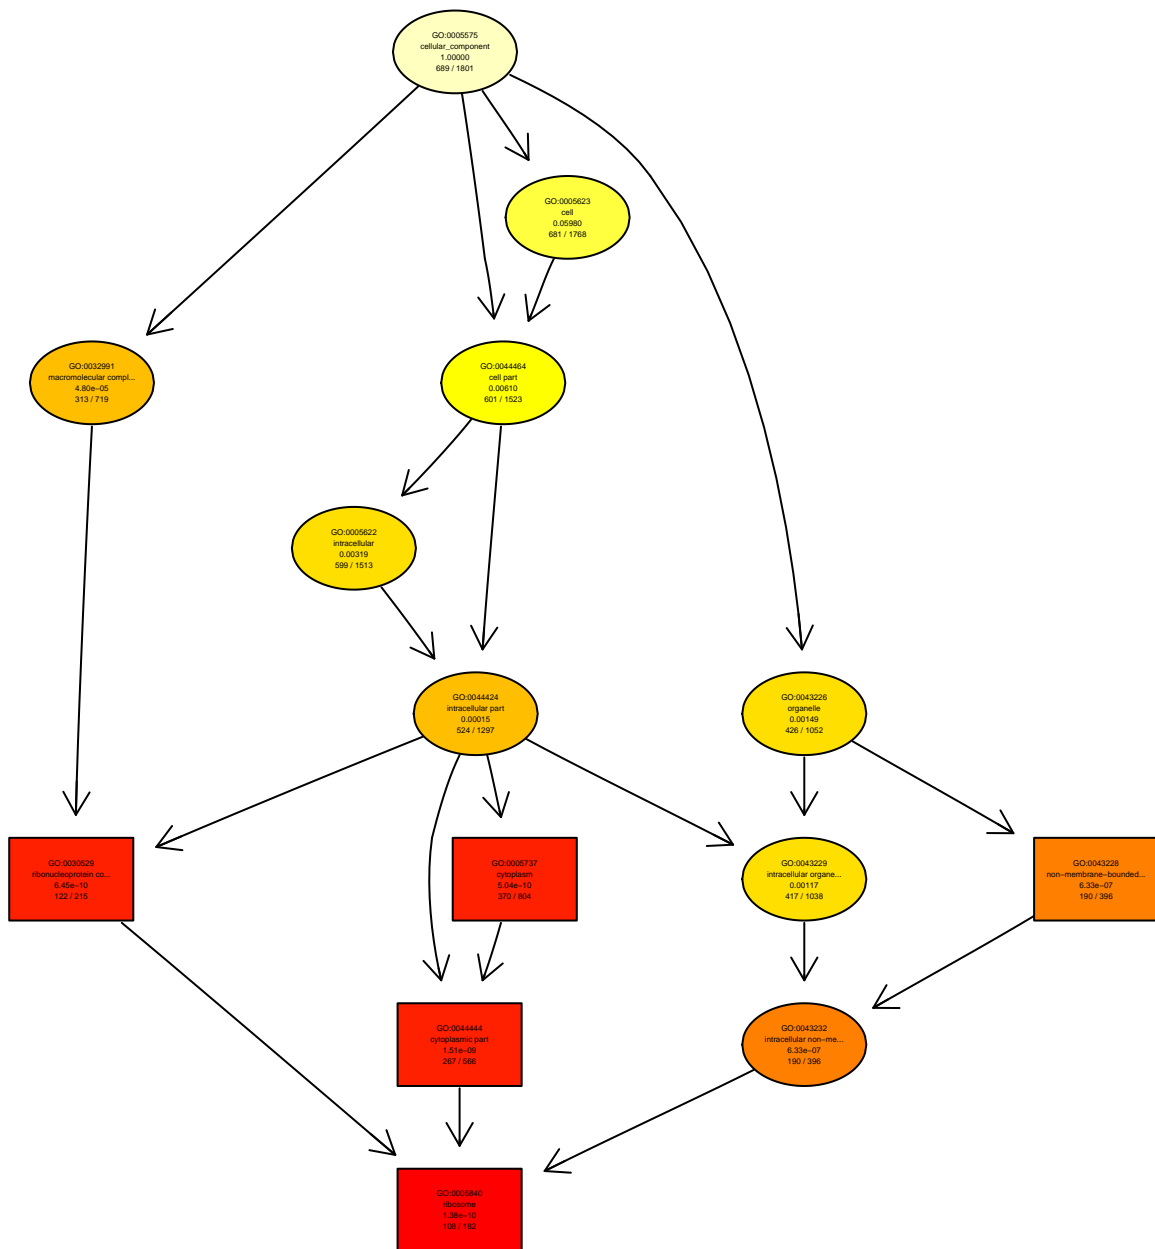 GO:0005575
cellular_component
1.00000
689 / 1801
GO:0005623
cell
0.05980
681 / 1768
GO:0032991
macromolecular compl...
4.80e−05
313 / 719
GO:0044464
cell part
0.00610
601 / 1523
GO:0005622
intracellular
0.00319
599 / 1513
GO:0044424
intracellular part
0.00015
524 / 1297
GO:0043226
organelle
0.00149
426 / 1052
GO:0030529
ribonucleoprotein co...
6.45e−10
122 / 215
GO:0005737
cytoplasm
5.04e−10
370 / 804
GO:0043229
intracellular organe...
0.00117
417 / 1038
GO:0043228
non−membrane−bounded...
6.33e−07
190 / 396
GO:0044444
cytoplasmic part
1.51e−09
267 / 566
GO:0043232
intracellular non−me...
6.33e−07
190 / 396
GO:0005840
ribosome
1.38e−10
108 / 182